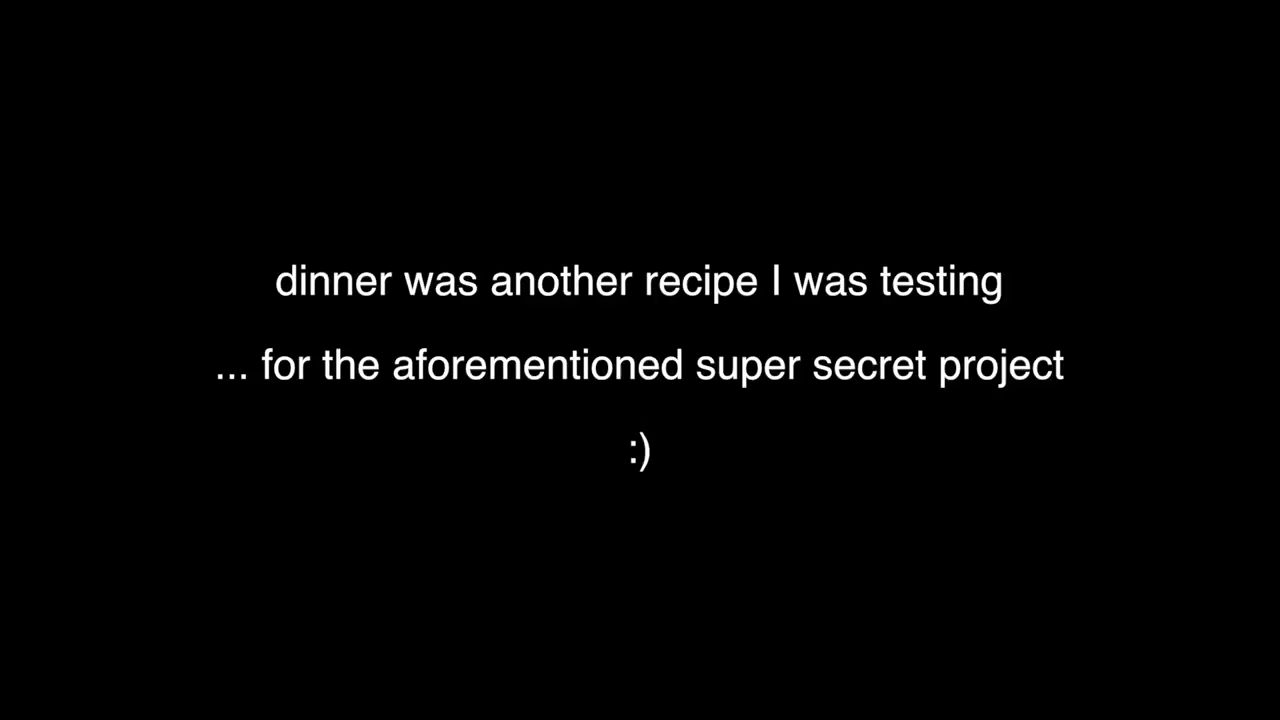 dinner was another recipe I was testing
... for the aforementioned super secret project
:)